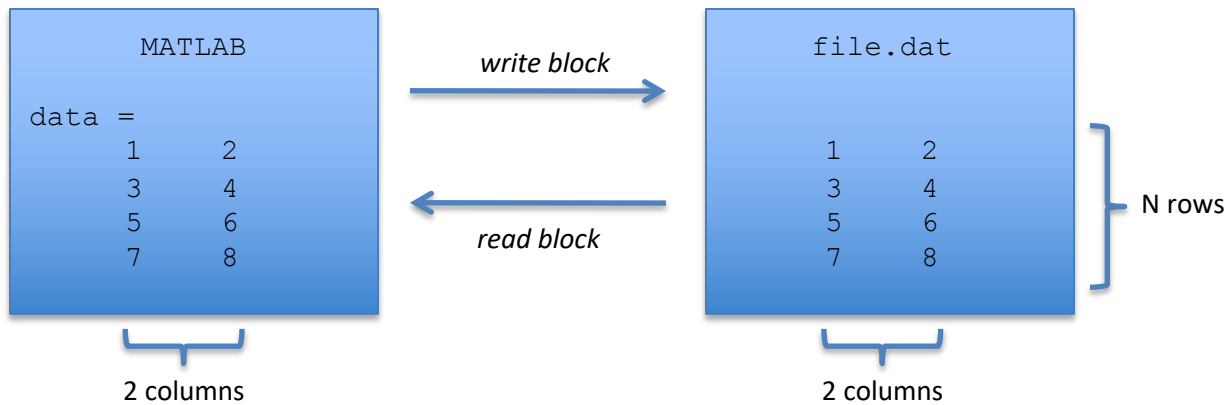 MATLAB
data =
1 2
3 4
5 6
7 8
2 columns
write block
read block
file.dat
1 2
3 4
5 6
7 8
N rows
2 columns